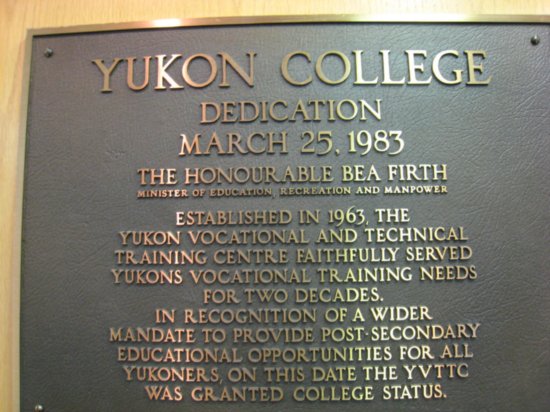 YUKON COLLEGE
DEDICATION
MARCH 25, 1983
THE HONOURABLE BEA FIRTH
MINISTER OF EDUCATION, RECREATION AND MANPOWER
ESTABLISHED IN 1963, THE
YUKON VOCATIONAL AND TECHNICAL
TRAINING CENTRE FAITHFULLY SERVED
YUKONS VOCATIONAL TRAINING NEEDS
FOR TWO DECADES.
IN RECOGNITION OF A WIDER
MANDATE TO PROVIDE POST-SECONDARY
EDUCATIONAL OPPORTUNITIES FOR ALL
YUKONERS, ON THIS DATE THE YVTTC
WAS GRANTED COLLEGE STATUS.